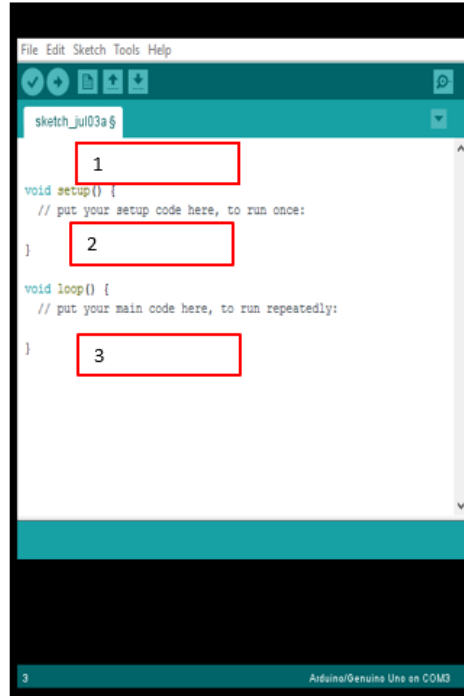 File Edit Sketch Tools Help
sketch_jul03a §
1
void setup() {
// put your setup code here, to run once:
2
}
void loop() {
// put your main code here, to run repeatedly:
}
3
3 Arduino/Genuino Uno on COM3